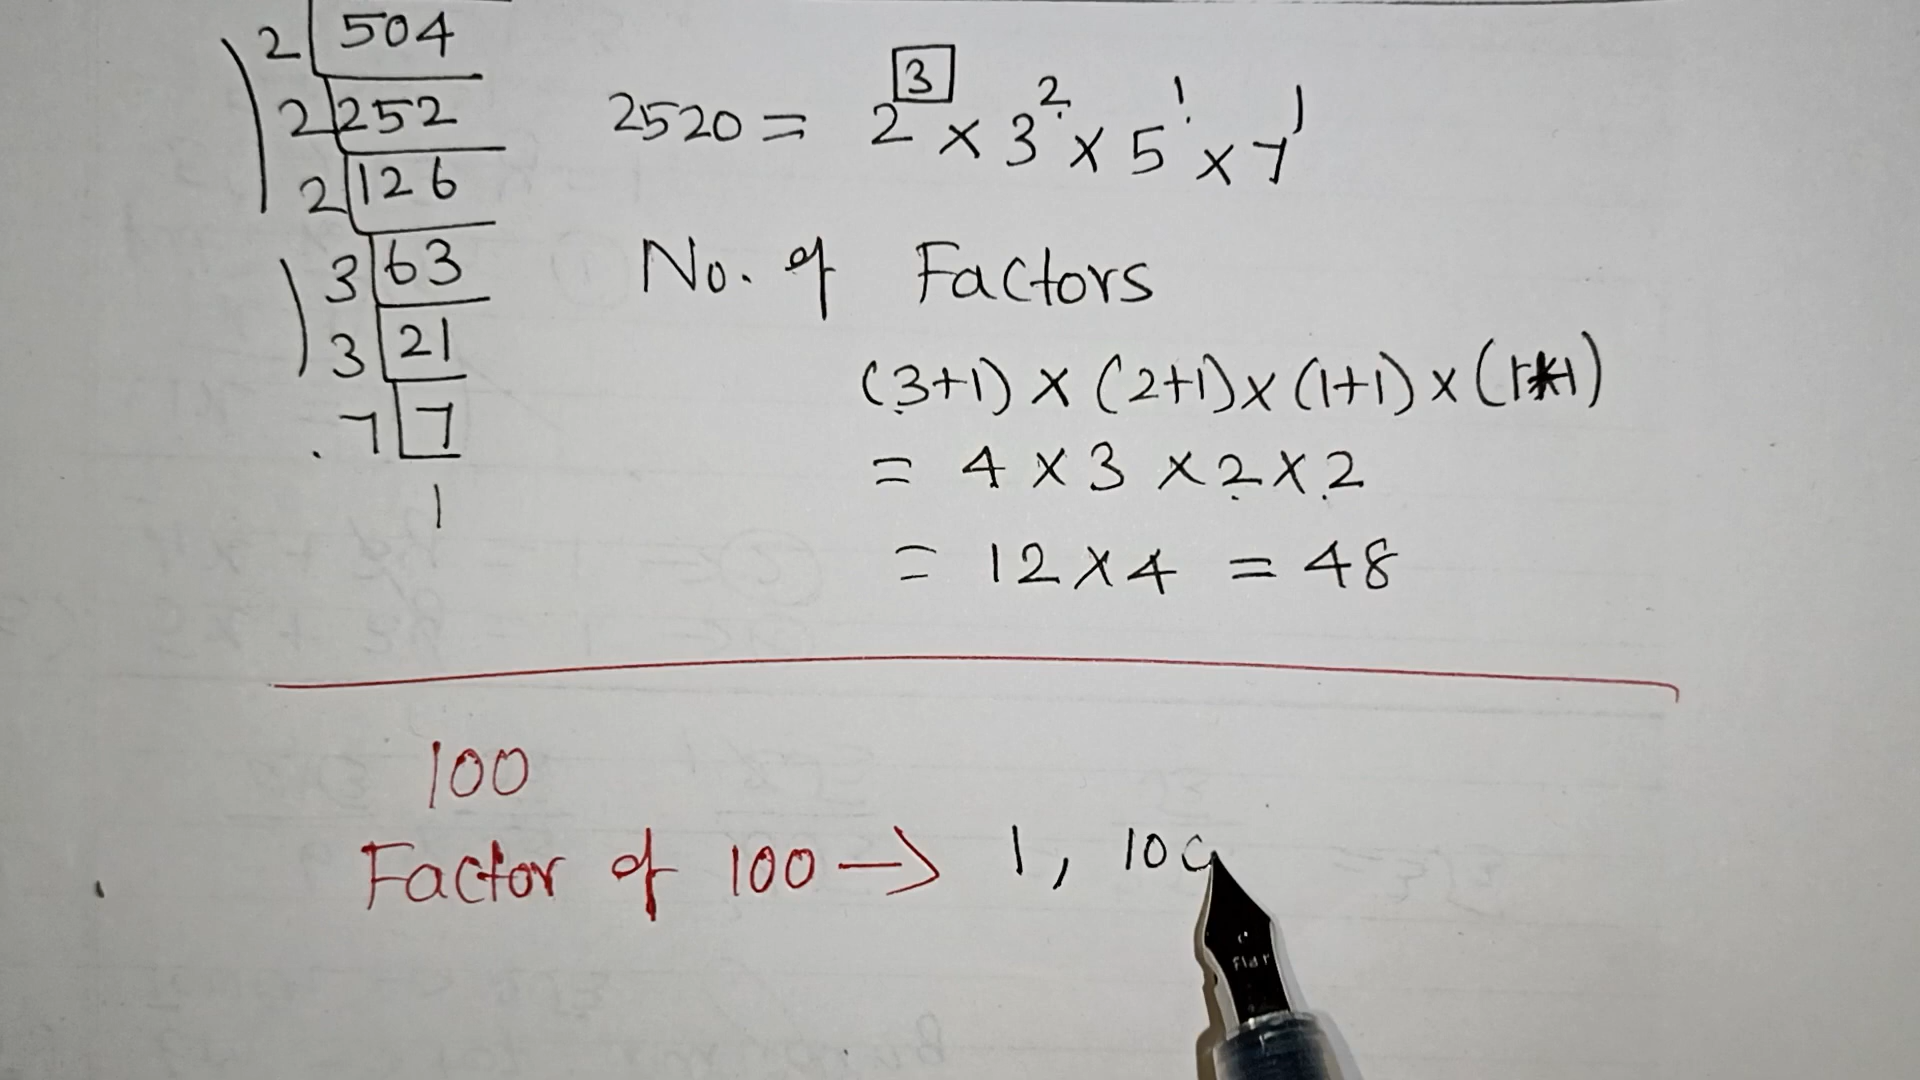 2 504
2 252
2 126
3 63
3 21
7 7
1
2520 = 2^3 × 3^2 × 5^1 × 7^1
No. of Factors
(3+1) × (2+1) × (1+1) × (1+1)
= 4 × 3 × 2 × 2
= 12 × 4 = 48
100
Factor of 100 → 1, 100
flair